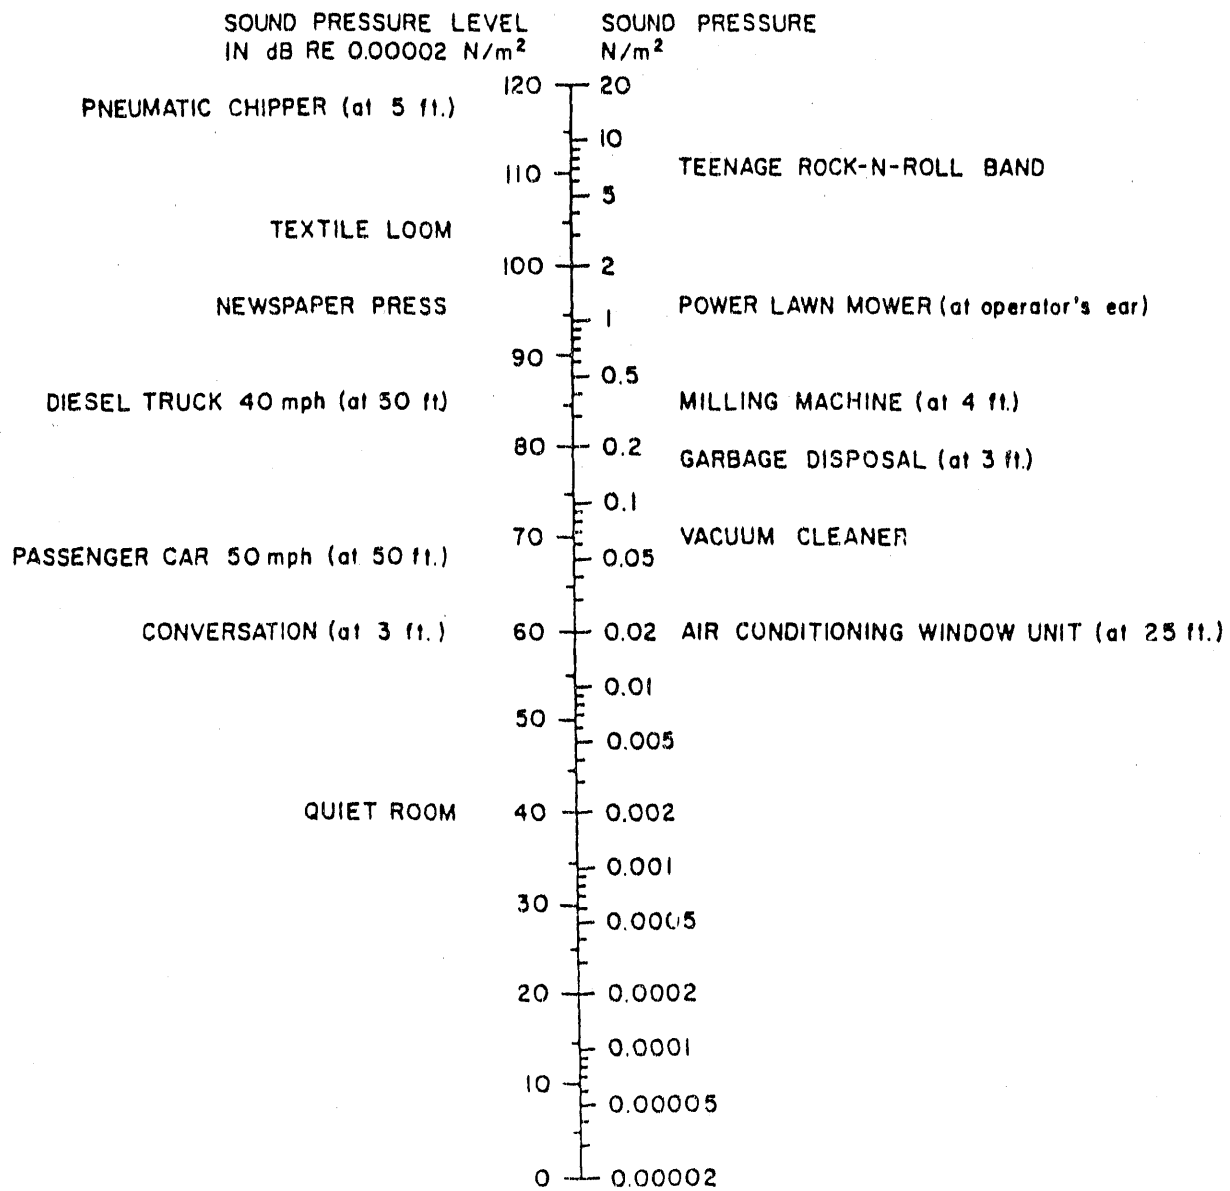 SOUND PRESSURE LEVEL
IN dB RE 0.00002 N/m²
SOUND PRESSURE
N/m²
120 20
PNEUMATIC CHIPPER (at 5 ft.)
10
TEENAGE ROCK-N-ROLL BAND
110
5
TEXTILE LOOM
100 2
NEWSPAPER PRESS
POWER LAWN MOWER (at operator's ear)
1
90
0.5
DIESEL TRUCK 40 mph (at 50 ft)
MILLING MACHINE (at 4 ft.)
80 0.2
GARBAGE DISPOSAL (at 3 ft.)
0.1
70
VACUUM CLEANER
PASSENGER CAR 50 mph (at 50 ft.)
0.05
CONVERSATION (at 3 ft.)
60 0.02
AIR CONDITIONING WINDOW UNIT (at 25 ft.)
0.01
50
0.005
QUIET ROOM
40 0.002
0.001
30
0.0005
20 0.0002
0.0001
10
0.00005
0 0.00002